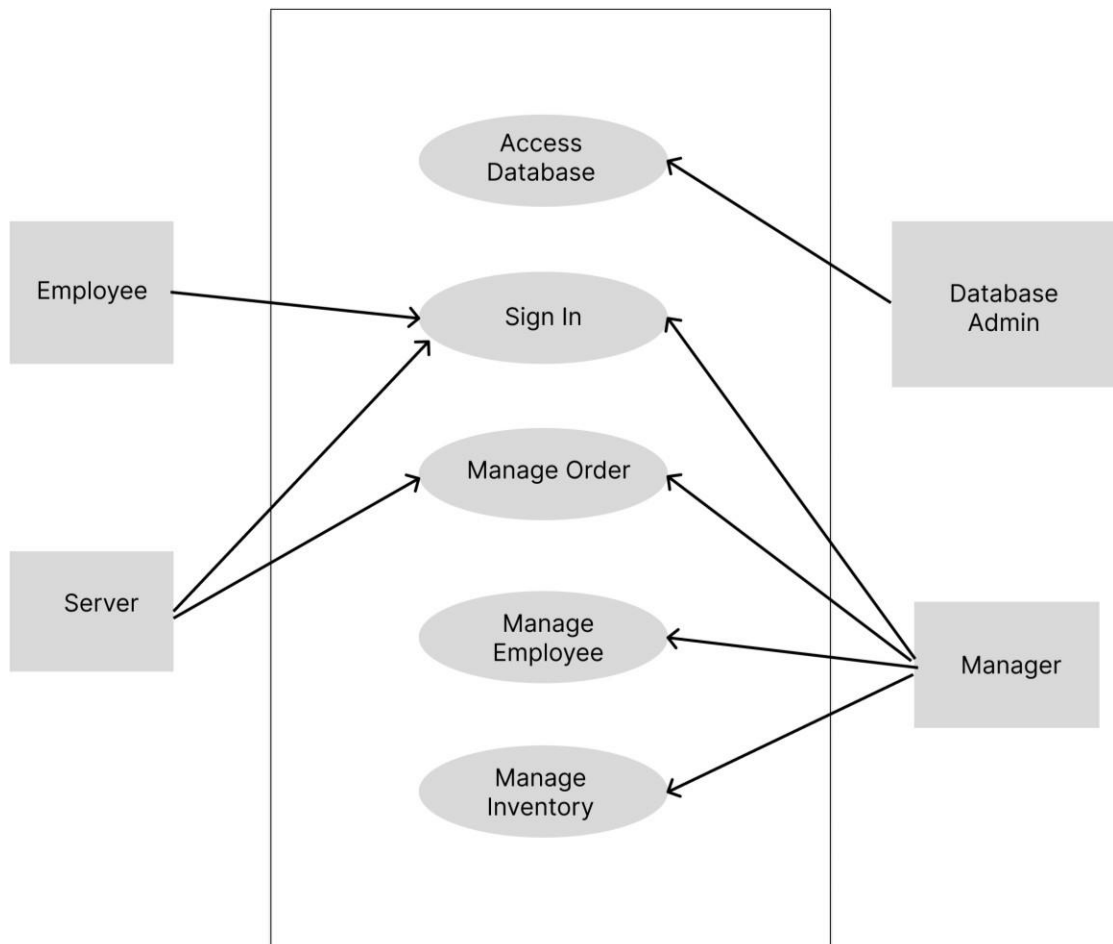 Access
Database
Employee
Sign In
Database
Admin
Manage Order
Server
Manage
Employee
Manager
Manage
Inventory